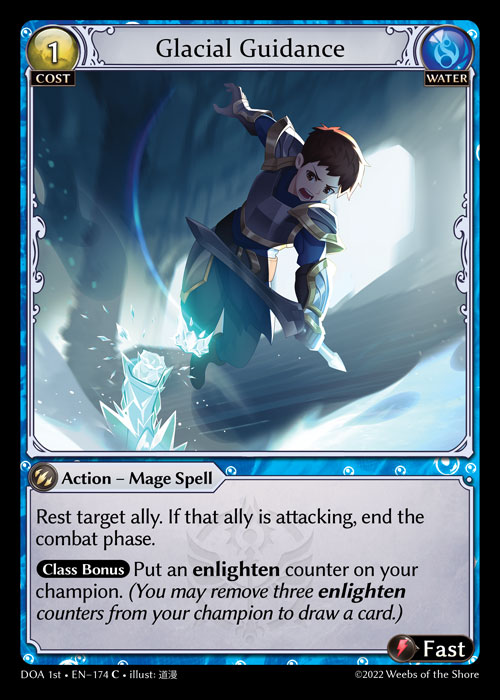 1
Glacial Guidance
COST
WATER
Action – Mage Spell
Rest target ally. If that ally is attacking, end the
combat phase.
Class Bonus Put an enlighten counter on your
champion. (You may remove three enlighten
counters from your champion to draw a card.)
Fast
DOA 1st • EN–174 C • illust: 道漫
©2022 Weebs of the Shore